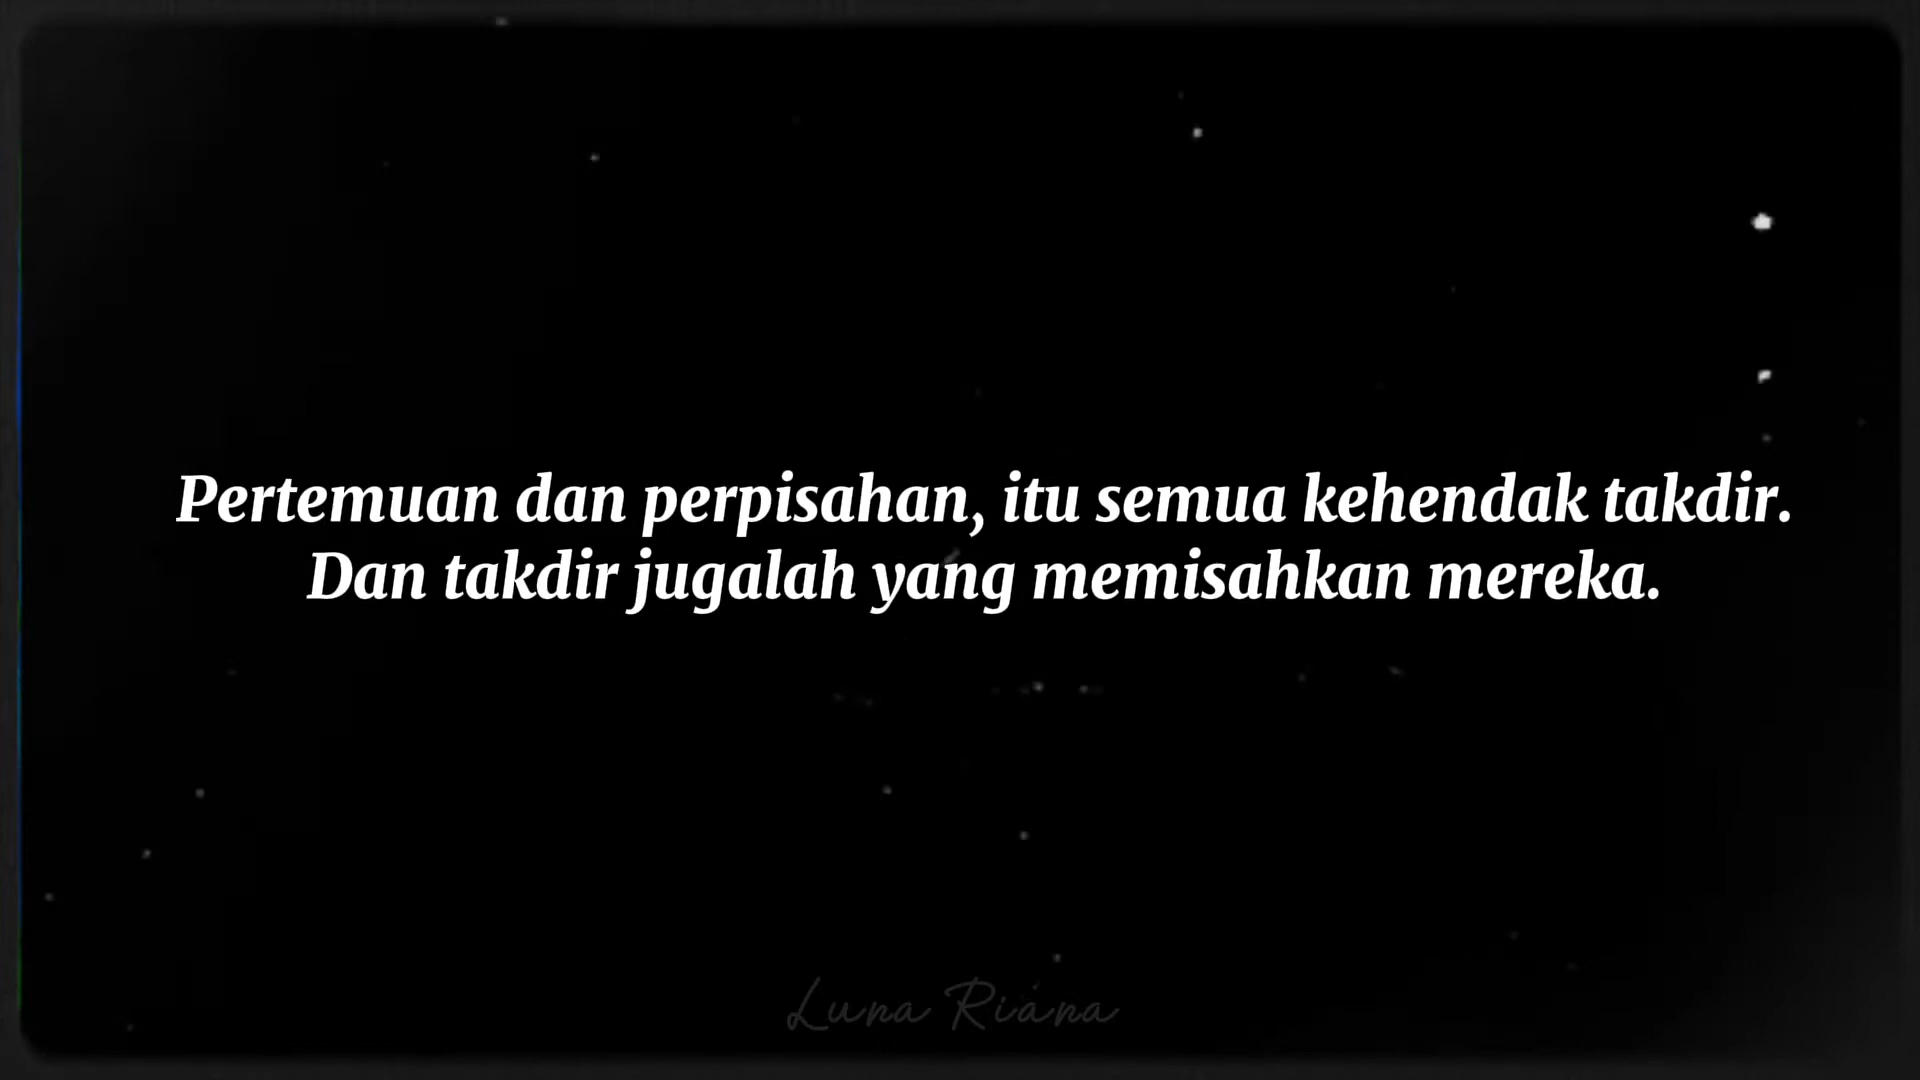 Pertemuan dan perpisahan, itu semua kehendak takdir.
Dan takdir jugalah yang memisahkan mereka.
Luna Riana